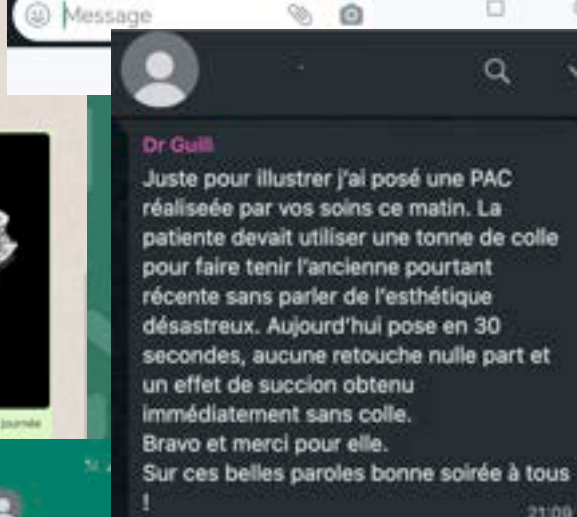 Message
Dr Guill
Juste pour illustrer j'ai posé une PAC
réaliseée par vos soins ce matin. La
patiente devait utiliser une tonne de colle
pour faire tenir l'ancienne pourtant
récente sans parler de l'esthétique
désastreux. Aujourd'hui pose en 30
secondes, aucune retouche nulle part et
un effet de succion obtenu
immédiatement sans colle.
Bravo et merci pour elle.
Sur ces belles paroles bonne soirée à tous
!
21:09
journée